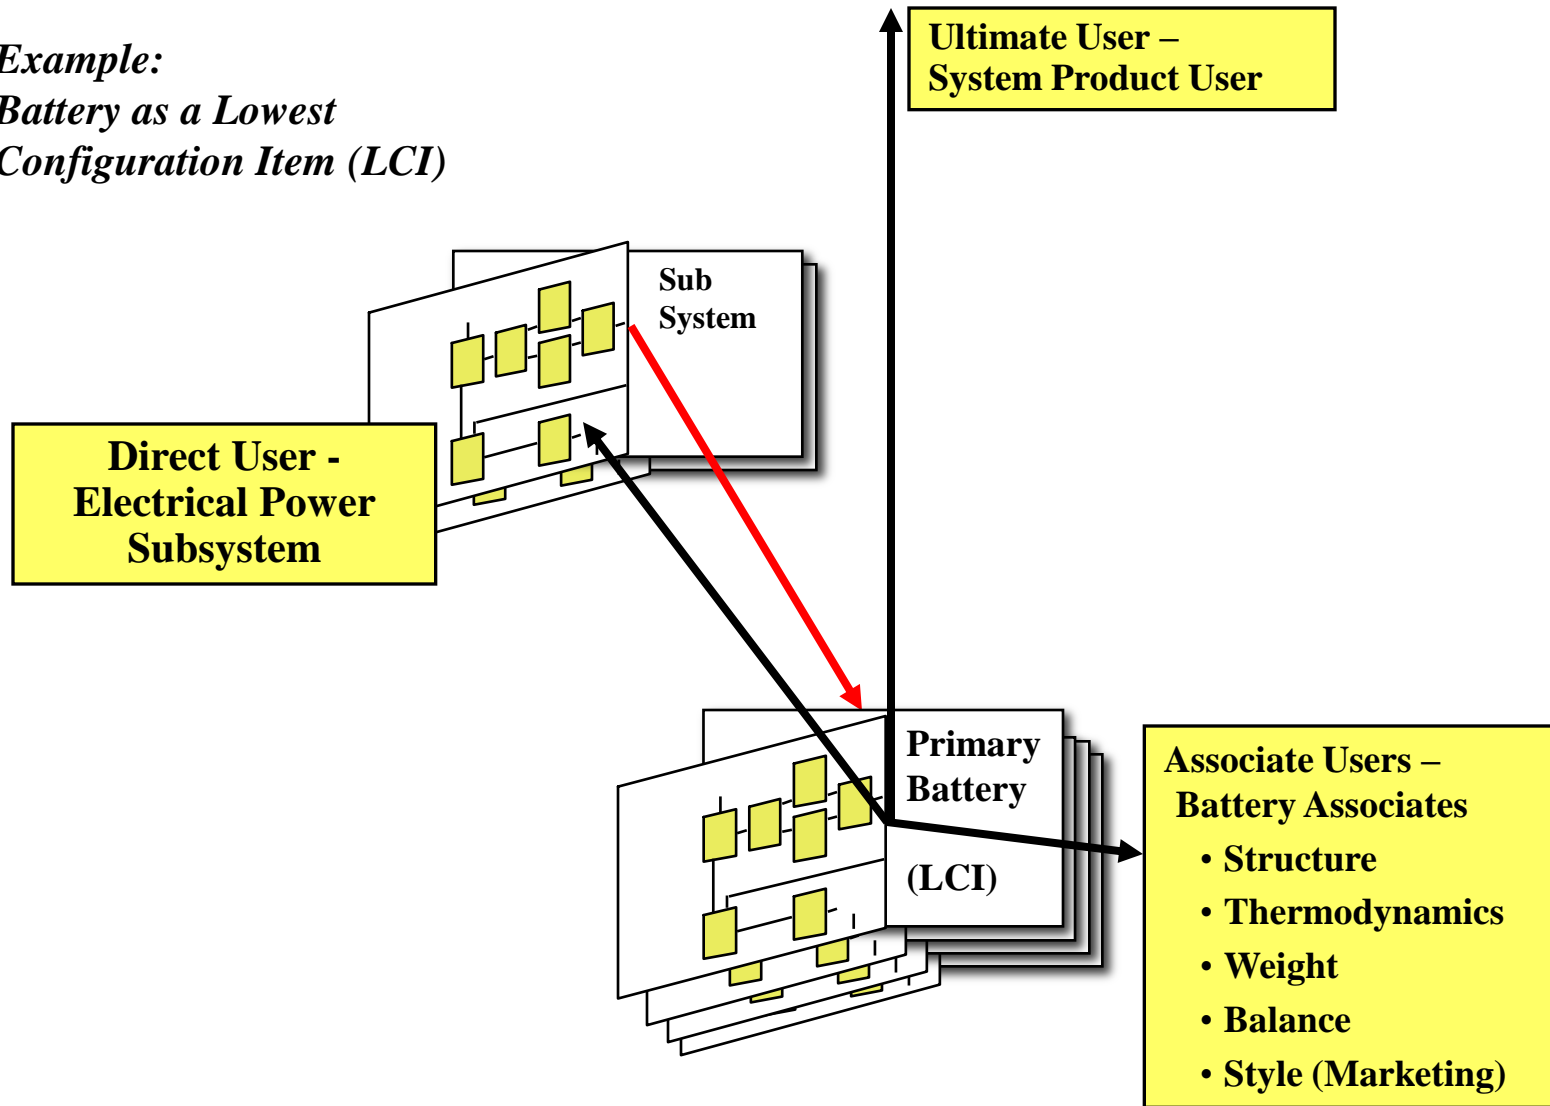 Example:
Battery as a Lowest
Configuration Item (LCI)
Ultimate User –
System Product User
Sub
System
Direct User -
Electrical Power
Subsystem
Primary
Battery
(LCI)
Associate Users –
Battery Associates
• Structure
• Thermodynamics
• Weight
• Balance
• Style (Marketing)